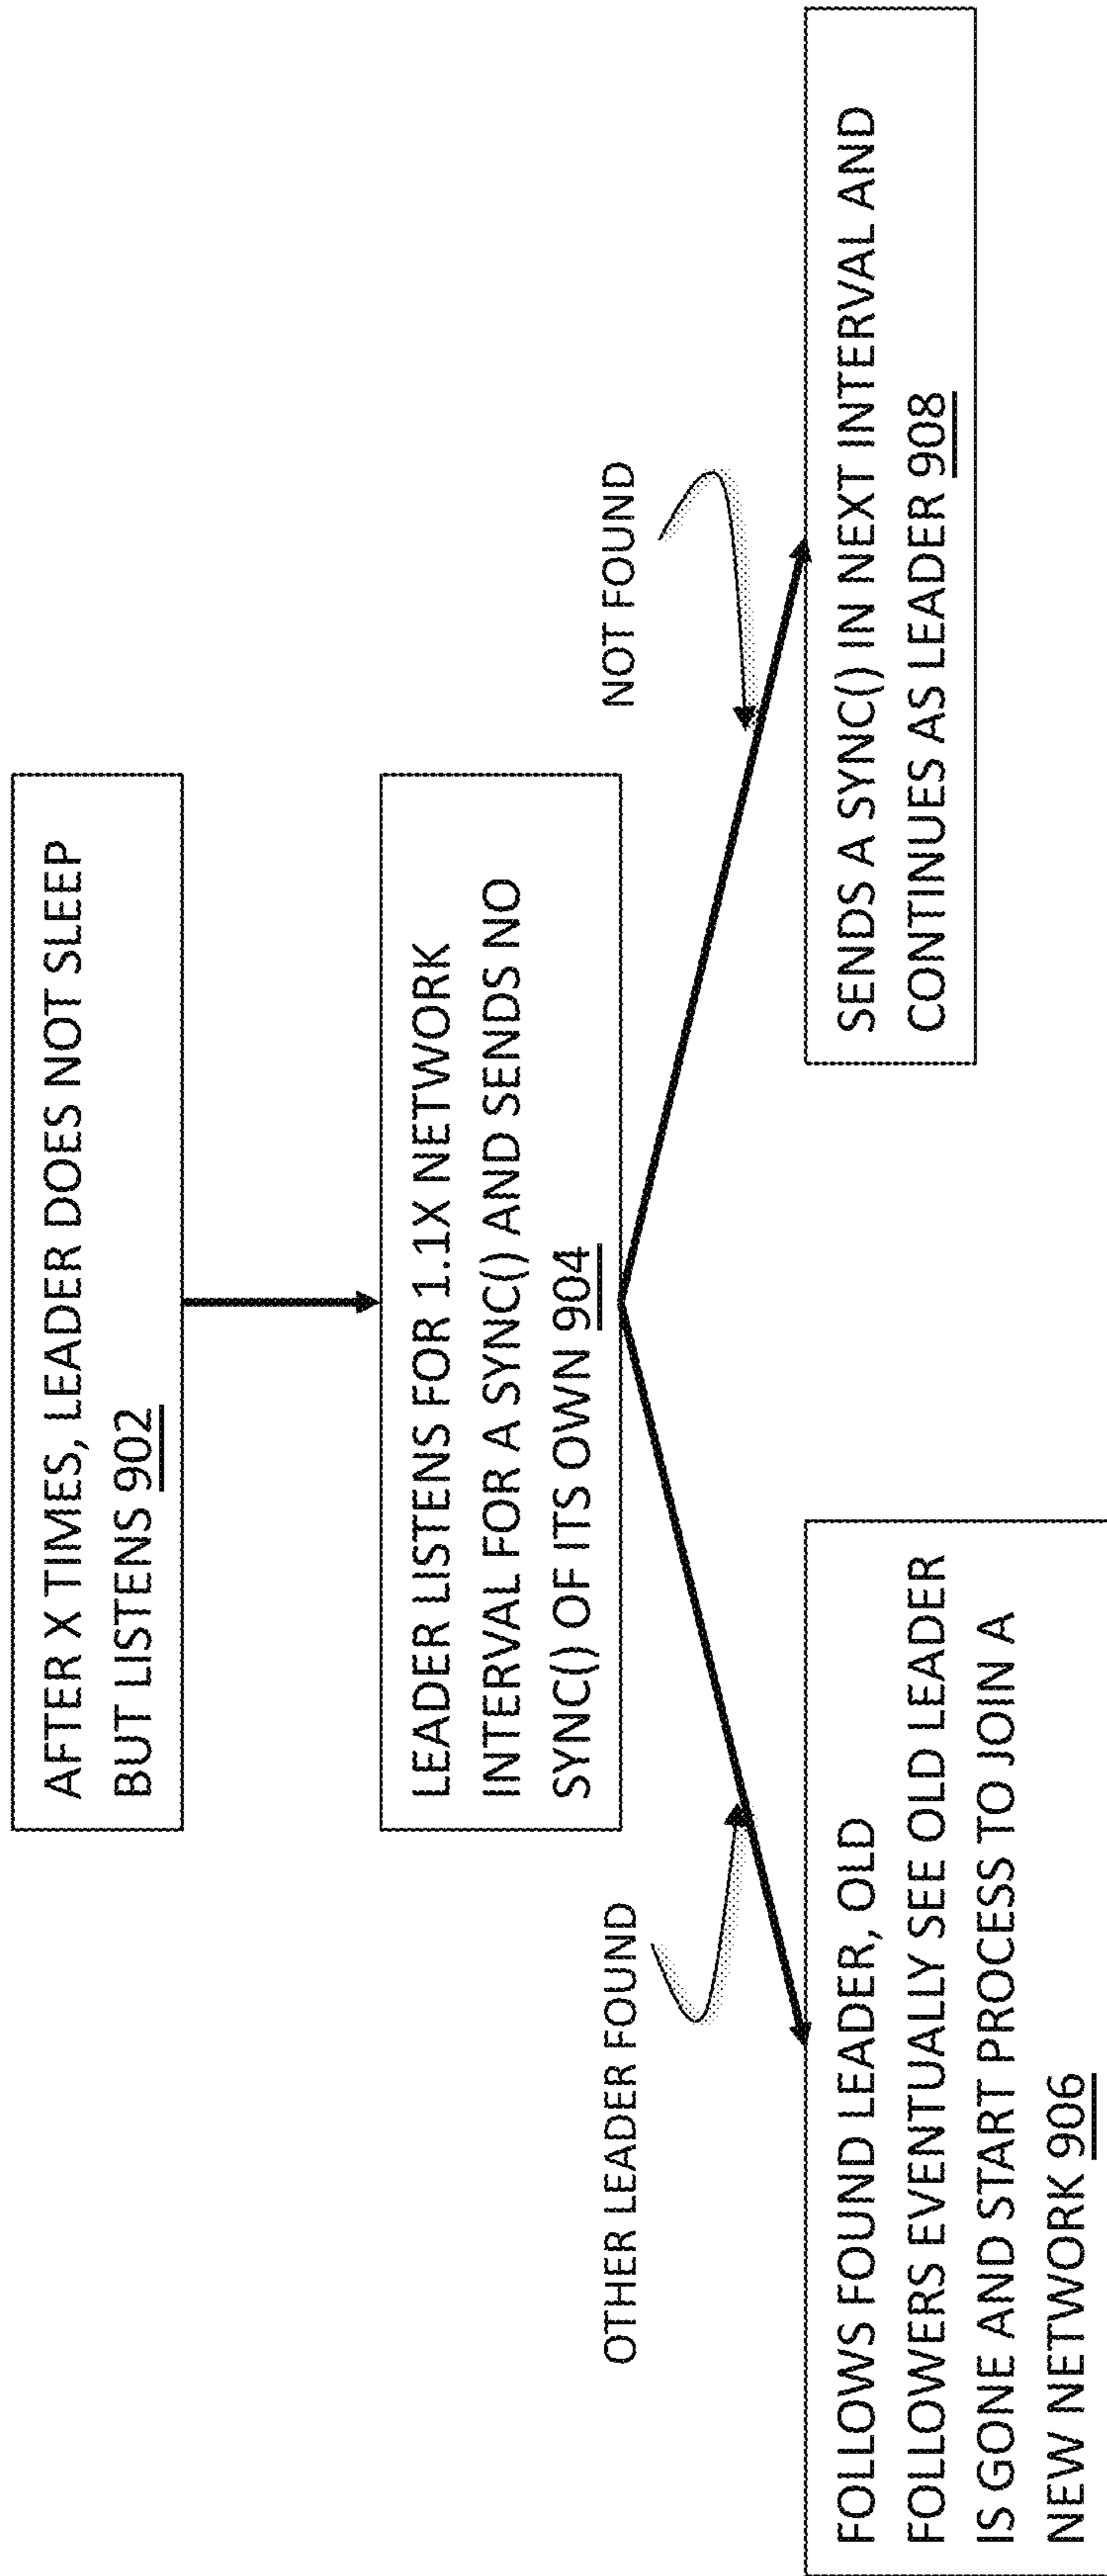 AFTER X TIMES, LEADER DOES NOT SLEEP
BUT LISTENS 902
LEADER LISTENS FOR 1.1X NETWORK
INTERVAL FOR A SYNC() AND SENDS NO
SYNC() OF ITS OWN 904
OTHER LEADER FOUND
NOT FOUND
FOLLOWS FOUND LEADER, OLD
FOLLOWERS EVENTUALLY SEE OLD LEADER
IS GONE AND START PROCESS TO JOIN A
NEW NETWORK 906
SENDS A SYNC() IN NEXT INTERVAL AND
CONTINUES AS LEADER 908